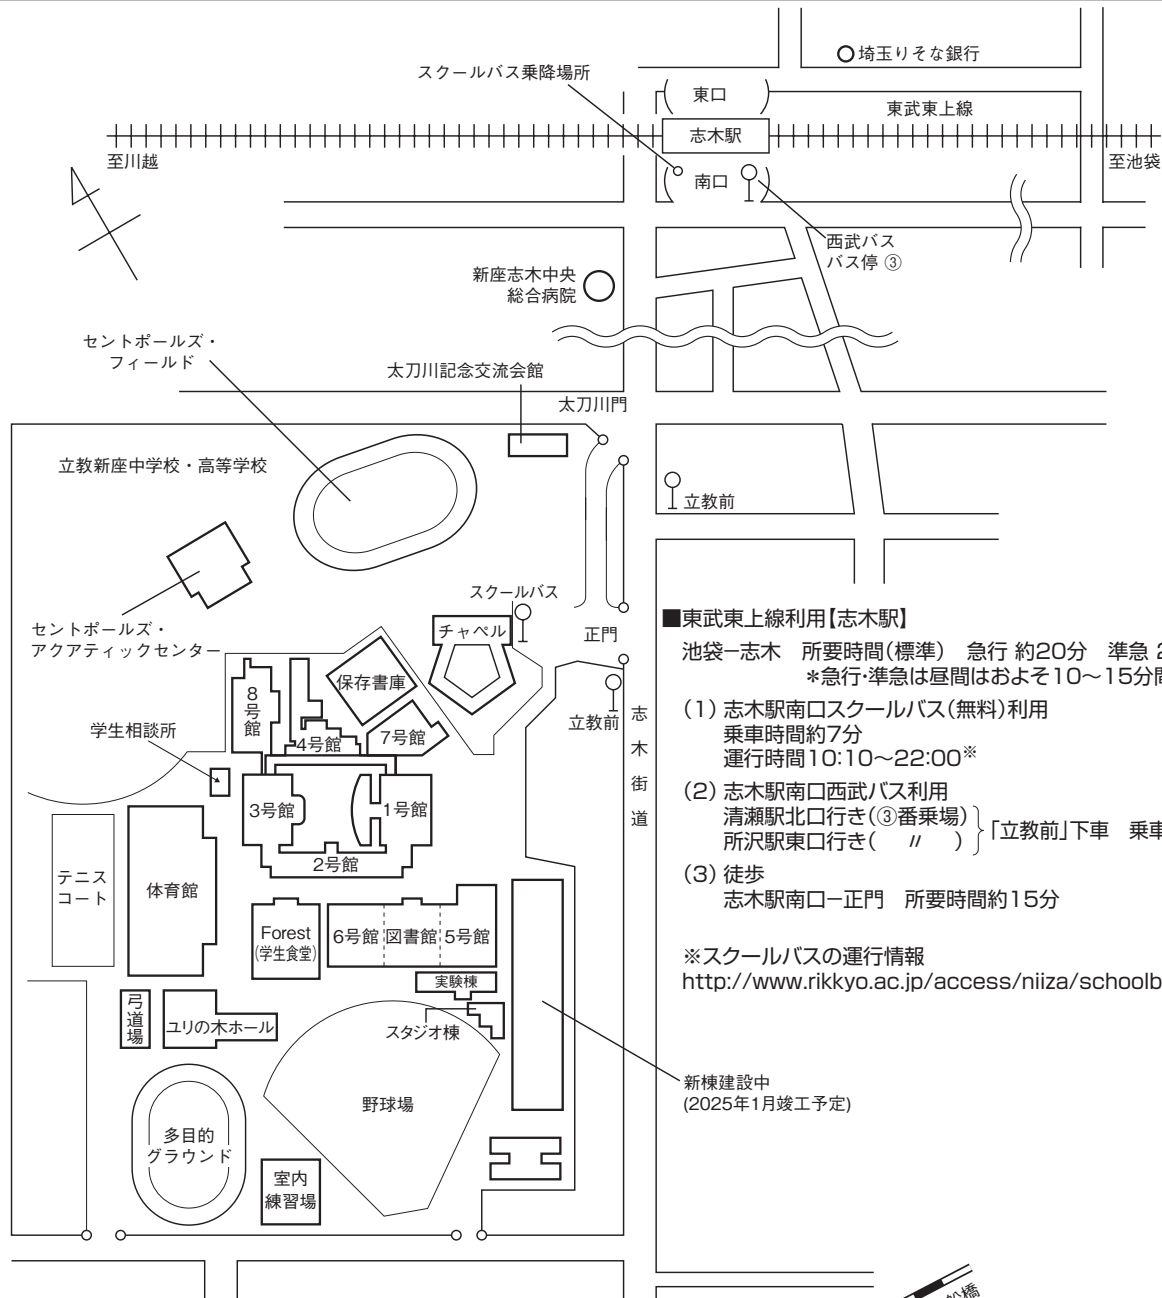 埼玉りそな銀行
スクールバス乗降場所
東口
東武東上線
志木駅
至川越
至池袋
南口
西武バス
バス停 ③
新座志木中央
総合病院
セントポールズ・
フィールド
太刀川記念交流会館
太刀川門
立教新座中学校・高等学校
立教前
スクールバス
チャペル
正門
セントポールズ・
アクアティックセンター
保存書庫
8号館
4号館
7号館
立教前
志木街道
学生相談所
3号館
1号館
2号館
テニス
コート
体育館
Forest
(学生食堂)
6号館
図書館
5号館
実験棟
弓道場
ユリの木ホール
スタジオ棟
野球場
新棟建設中
(2025年1月竣工予定)
多目的
グラウンド
室内
練習場
■東武東上線利用【志木駅】
池袋ー志木　所要時間(標準)　急行 約20分　準急
*急行・準急は昼間はおよそ10〜15分
(1) 志木駅南口スクールバス(無料)利用
乗車時間約7分
運行時間10:10〜22:00※
(2) 志木駅南口西武バス利用
清瀬駅北口行き(③番乗場)
所沢駅東口行き(　〃　)
「立教前」下車　乗車
(3) 徒歩
志木駅南口ー正門　所要時間約15分
※スクールバスの運行情報
http://www.rikkyo.ac.jp/access/niiza/schoolb